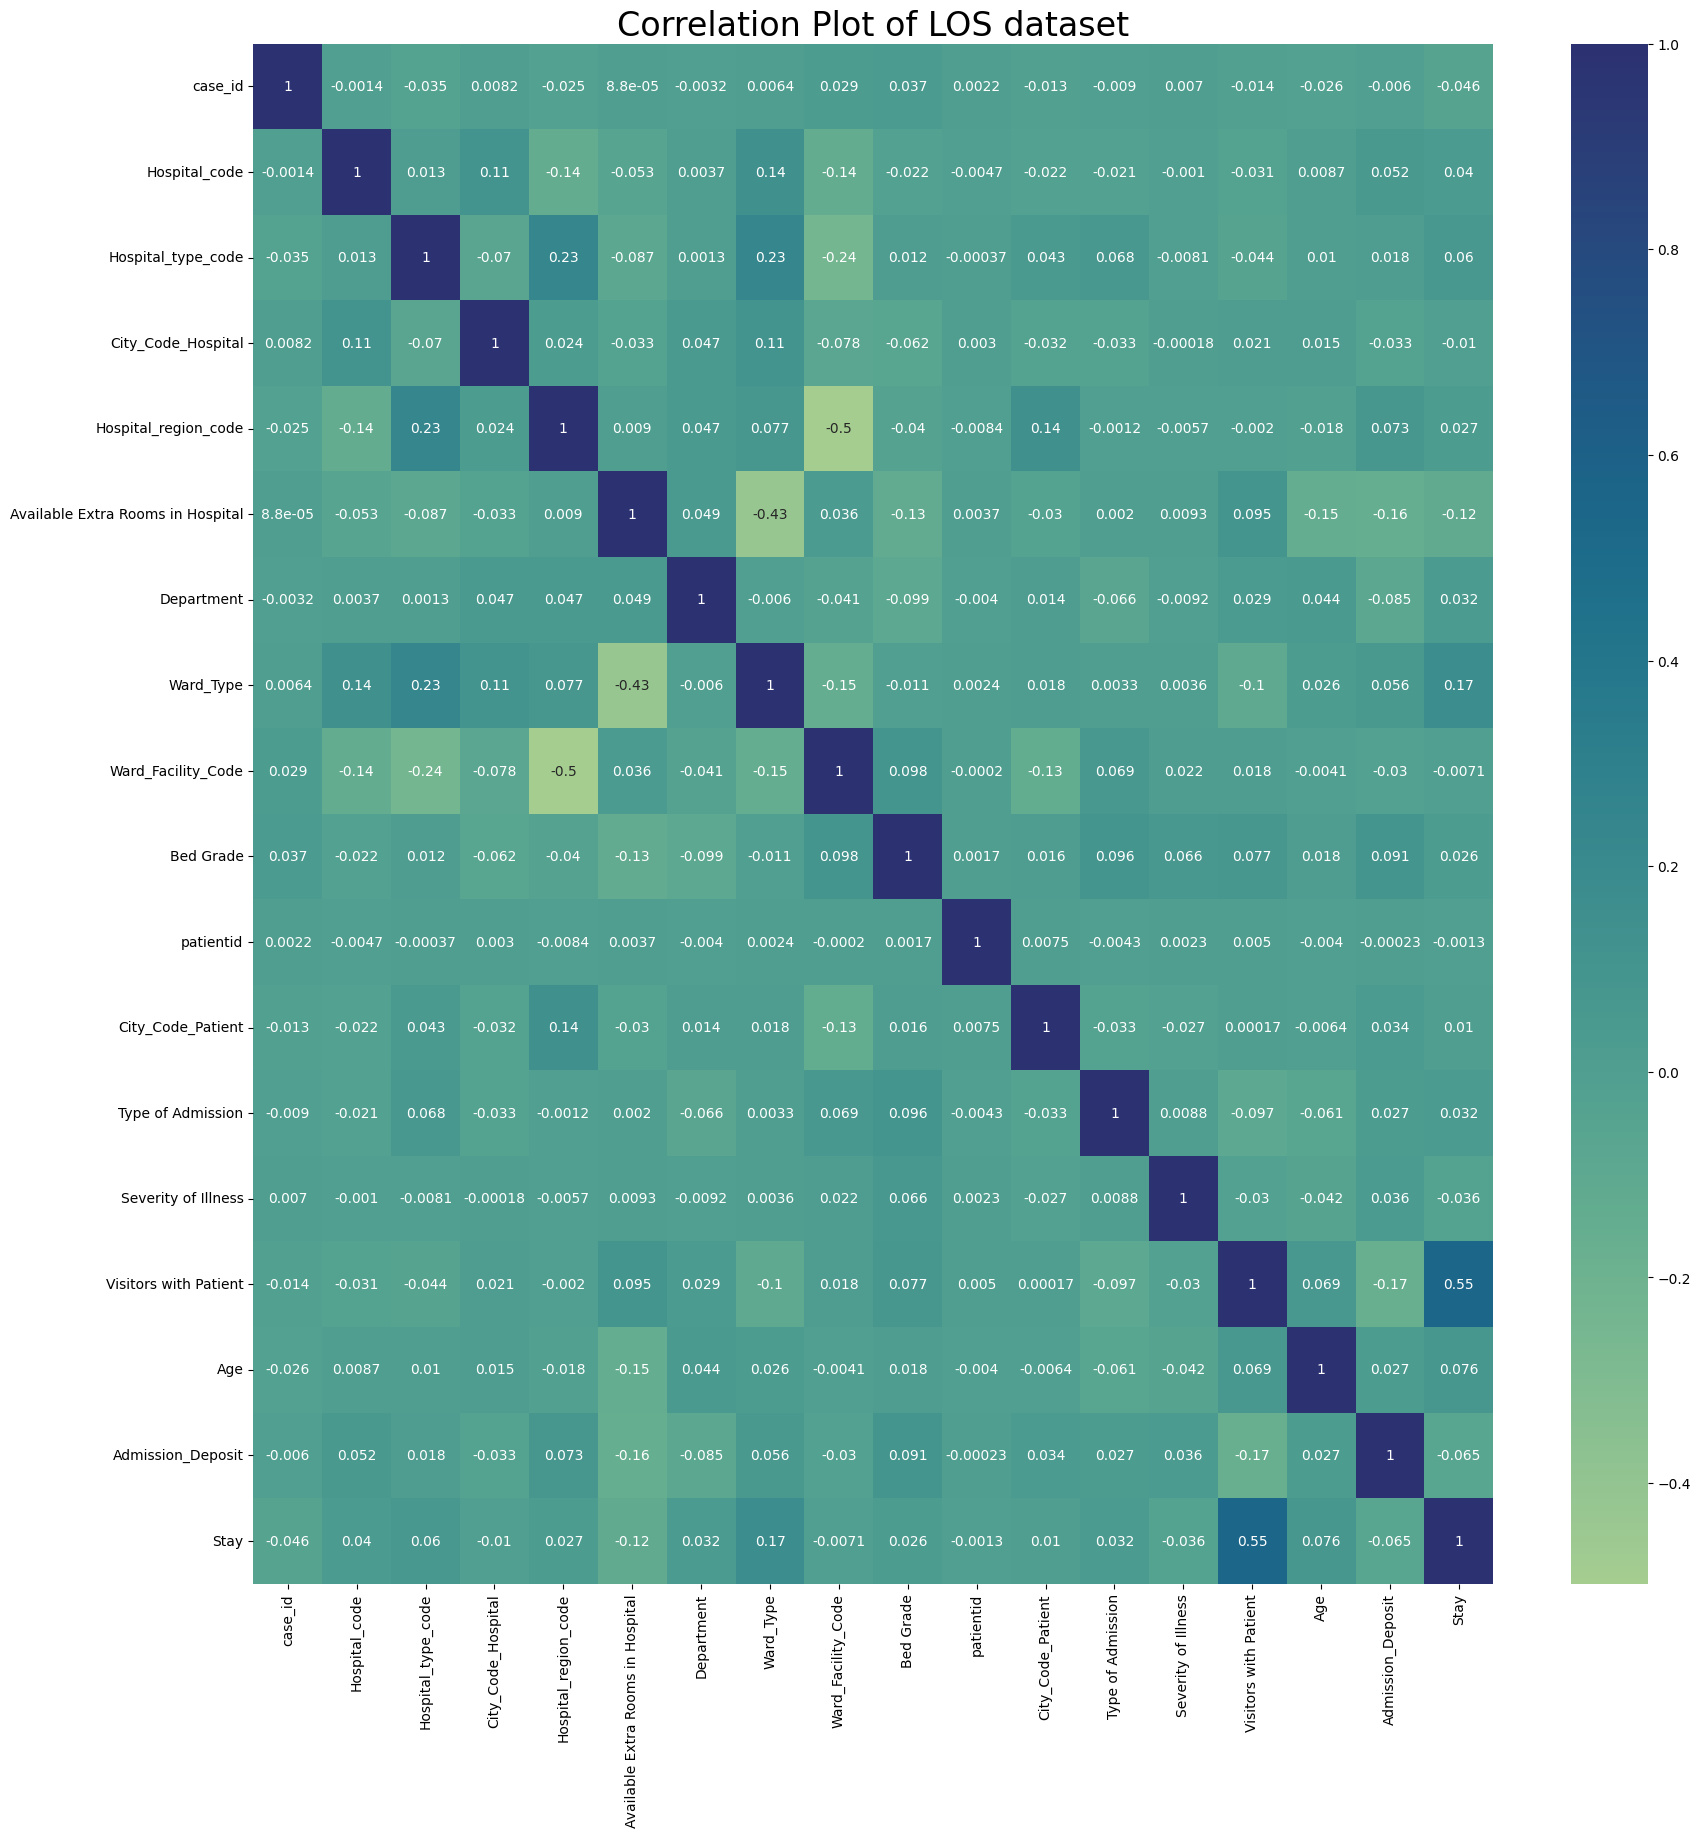 Correlation Plot of LOS dataset
case_id 1 -0.0014 -0.035 0.0082 -0.025 8.8e-05 -0.0032 0.0064 0.029 0.037 0.0022 -0.013 -0.009 0.007 -0.014 -0.026 -0.006 -0.046
Hospital_code -0.0014 1 0.013 0.11 -0.14 -0.053 0.0037 0.14 -0.14 -0.022 -0.0047 -0.022 -0.021 -0.001 -0.031 0.0087 0.052 0.04
Hospital_type_code -0.035 0.013 1 -0.07 0.23 -0.087 0.0013 0.23 -0.24 0.012 -0.00037 0.043 0.068 -0.0081 -0.044 0.01 0.018 0.06
City_Code_Hospital 0.0082 0.11 -0.07 1 0.024 -0.033 0.047 0.11 -0.078 -0.062 0.003 -0.032 -0.033 -0.00018 0.021 0.015 -0.033 -0.01
Hospital_region_code -0.025 -0.14 0.23 0.024 1 0.009 0.047 0.077 -0.5 -0.04 -0.0084 0.14 -0.0012 -0.0057 -0.002 -0.018 0.073 0.027
Available Extra Rooms in Hospital 8.8e-05 -0.053 -0.087 -0.033 0.009 1 0.049 -0.43 0.036 -0.13 0.0037 -0.03 0.002 0.0093 0.095 -0.15 -0.16 -0.12
Department -0.0032 0.0037 0.0013 0.047 0.047 0.049 1 -0.006 -0.041 -0.099 -0.004 0.014 -0.066 -0.0092 0.029 0.044 -0.085 0.032
Ward_Type 0.0064 0.14 0.23 0.11 0.077 -0.43 -0.006 1 -0.15 -0.011 0.0024 0.018 0.0033 0.0036 -0.1 0.026 0.056 0.17
Ward_Facility_Code 0.029 -0.14 -0.24 -0.078 -0.5 0.036 -0.041 -0.15 1 0.098 -0.0002 -0.13 0.069 0.022 0.018 -0.0041 -0.03 -0.0071
Bed Grade 0.037 -0.022 0.012 -0.062 -0.04 -0.13 -0.099 -0.011 0.098 1 0.0017 0.016 0.096 0.066 0.077 0.018 0.091 0.026
patientid 0.0022 -0.0047 -0.00037 0.003 -0.0084 0.0037 -0.004 0.0024 -0.0002 0.0017 1 0.0075 -0.0043 0.0023 0.005 -0.004 -0.00023 -0.0013
City_Code_Patient -0.013 -0.022 0.043 -0.032 0.14 -0.03 0.014 0.018 -0.13 0.016 0.0075 1 -0.033 -0.027 0.00017 -0.0064 0.034 0.01
Type of Admission -0.009 -0.021 0.068 -0.033 -0.0012 0.002 -0.066 0.0033 0.069 0.096 -0.0043 -0.033 1 0.0088 -0.097 -0.061 0.027 0.032
Severity of Illness 0.007 -0.001 -0.0081 -0.00018 -0.0057 0.0093 -0.0092 0.0036 0.022 0.066 0.0023 -0.027 0.0088 1 -0.03 -0.042 0.036 -0.036
Visitors with Patient -0.014 -0.031 -0.044 0.021 -0.002 0.095 0.029 -0.1 0.018 0.077 0.005 0.00017 -0.097 -0.03 1 0.069 -0.17 0.55
Age -0.026 0.0087 0.01 0.015 -0.018 -0.15 0.044 0.026 -0.0041 0.018 -0.004 -0.0064 -0.061 -0.042 0.069 1 0.027 0.076
Admission_Deposit -0.006 0.052 0.018 -0.033 0.073 -0.16 -0.085 0.056 -0.03 0.091 -0.00023 0.034 0.027 0.036 -0.17 0.027 1 -0.065
Stay -0.046 0.04 0.06 -0.01 0.027 -0.12 0.032 0.17 -0.0071 0.026 -0.0013 0.01 0.032 -0.036 0.55 0.076 -0.065 1
case_id
Hospital_code
Hospital_type_code
City_Code_Hospital
Hospital_region_code
Available Extra Rooms in Hospital
Department
Ward_Type
Ward_Facility_Code
Bed Grade
patientid
City_Code_Patient
Type of Admission
Severity of Illness
Visitors with Patient
Age
Admission_Deposit
Stay
1.0
0.8
0.6
0.4
0.2
0.0
−0.2
−0.4